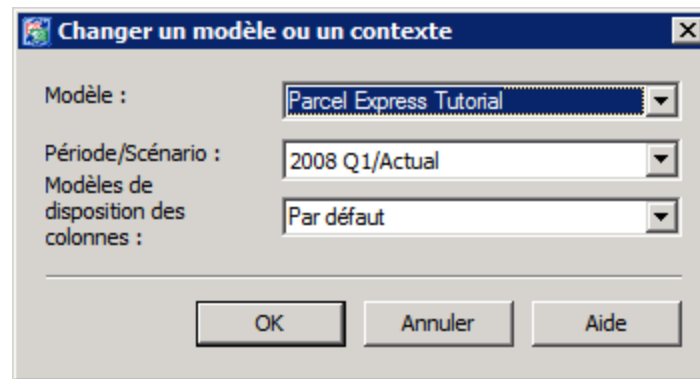 Changer un modèle ou un contexte
Modèle :
Parcel Express Tutorial
Période/Scénario :
2008 Q1/Actual
Modèles de
disposition des
colonnes :
Par défaut
OK
Annuler
Aide